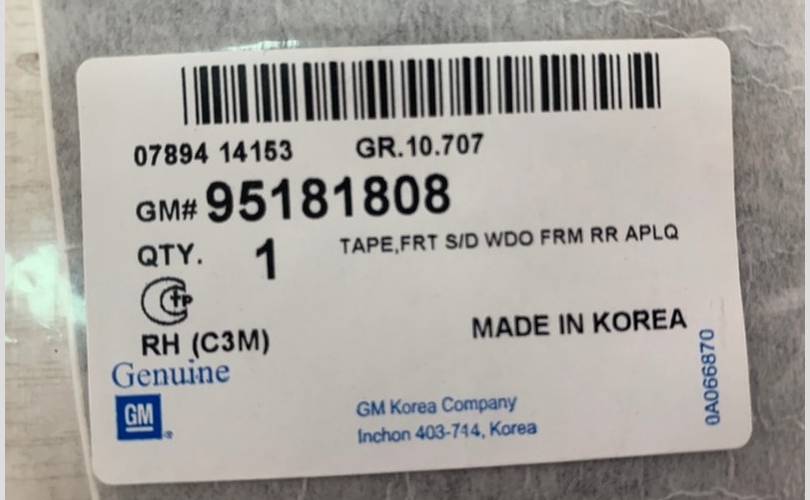 07894 14153 GR.10.707
GM# 95181808
QTY. 1 TAPE,FRT S/D WDO FRM RR APLQ
RH (C3M) MADE IN KOREA
Genuine
GM
GM Korea Company
Inchon 403-714, Korea
0A066870